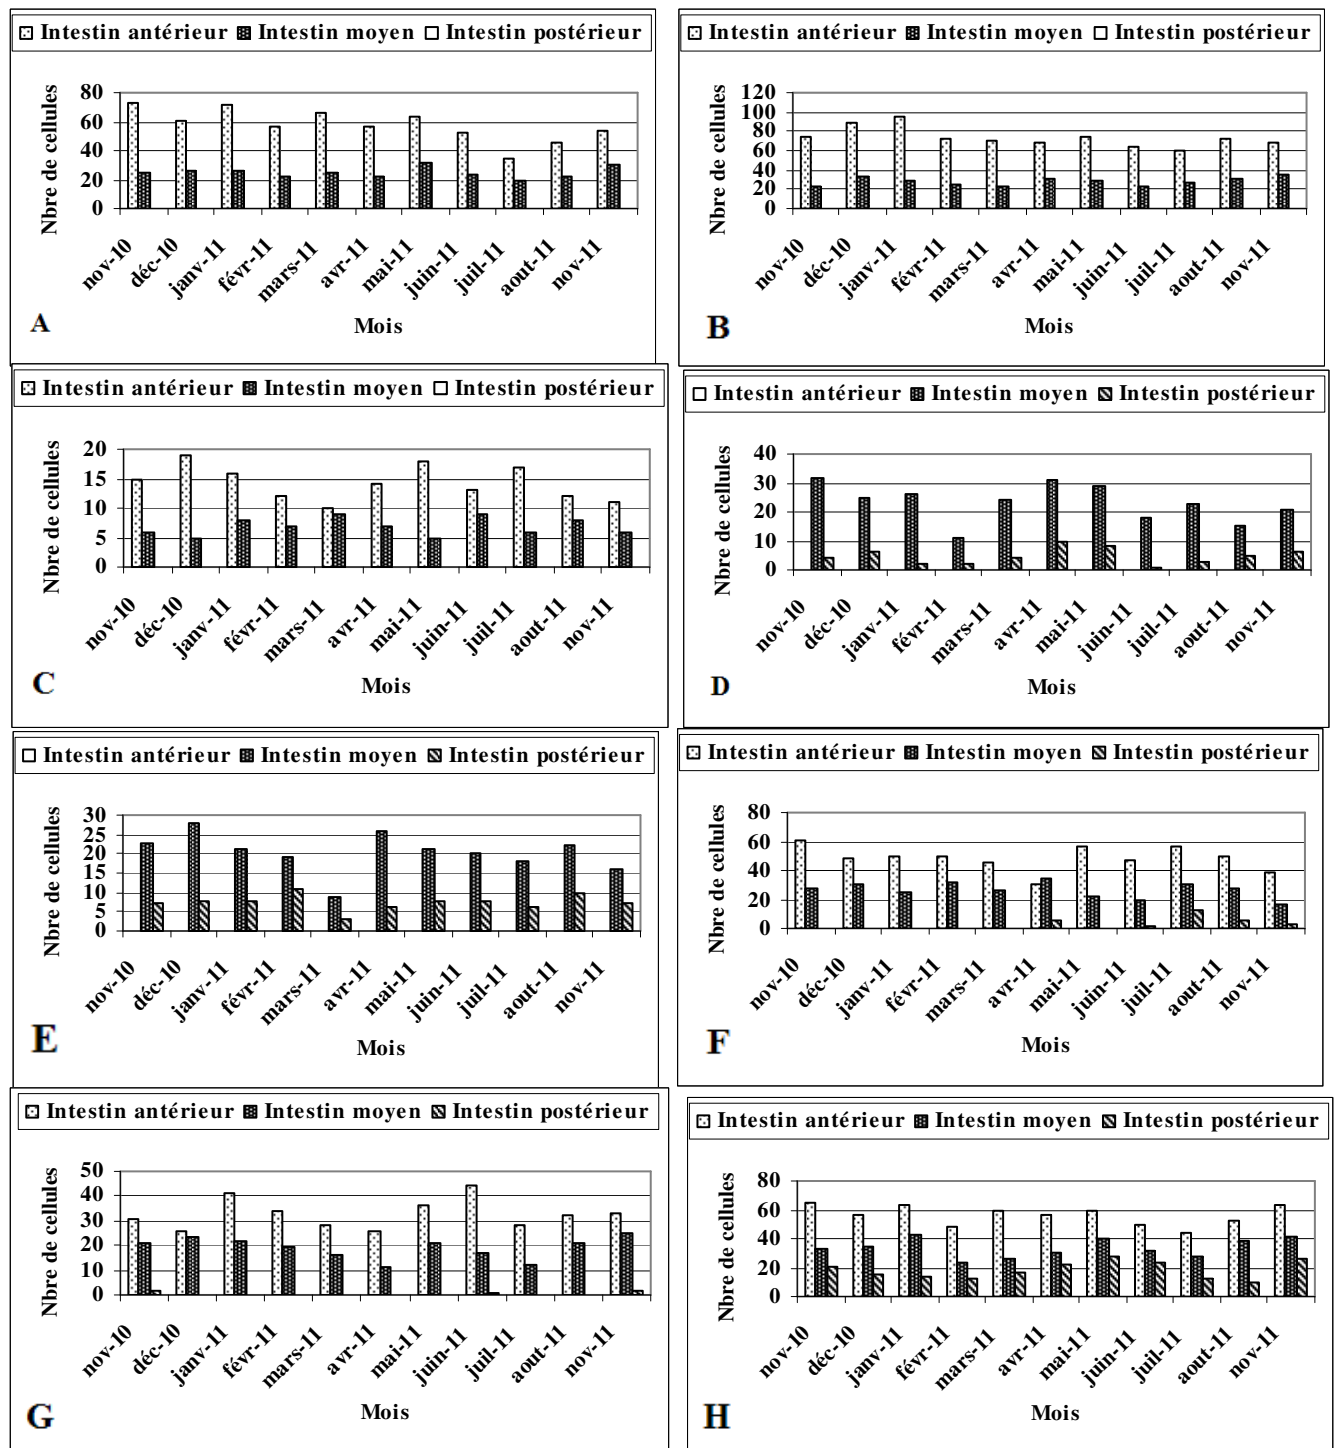 Intestin antérieur Intestin moyen Intestin postérieur
Nbre de cellules
80
60
40
20
0
nov-10 déc-10 janv-11 févr-11 mars-11 avr-11 mai-11 juin-11 juil-11 aout-11 nov-11
Mois
A
Intestin antérieur Intestin moyen Intestin postérieur
Nbre de cellules
120
100
80
60
40
20
0
nov-10 déc-10 janv-11 févr-11 mars-11 avr-11 mai-11 juin-11 juil-11 aout-11 nov-11
Mois
B
Intestin antérieur Intestin moyen Intestin postérieur
Nbre de cellules
20
15
10
5
0
nov-10 déc-10 janv-11 févr-11 mars-11 avr-11 mai-11 juin-11 juil-11 aout-11 nov-11
Mois
C
Intestin antérieur Intestin moyen Intestin postérieur
Nbre de cellules
40
30
20
10
0
nov-10 déc-10 janv-11 févr-11 mars-11 avr-11 mai-11 juin-11 juil-11 aout-11 nov-11
Mois
D
Intestin antérieur Intestin moyen Intestin postérieur
Nbre de cellules
30
25
20
15
10
5
0
nov-10 déc-10 janv-11 févr-11 mars-11 avr-11 mai-11 juin-11 juil-11 aout-11 nov-11
Mois
E
Intestin antérieur Intestin moyen Intestin postérieur
Nbre de cellules
80
60
40
20
0
nov-10 déc-10 janv-11 févr-11 mars-11 avr-11 mai-11 juin-11 juil-11 aout-11 nov-11
Mois
F
Intestin antérieur Intestin moyen Intestin postérieur
Nbre de cellules
50
40
30
20
10
0
nov-10 déc-10 janv-11 févr-11 mars-11 avr-11 mai-11 juin-11 juil-11 aout-11 nov-11
Mois
G
Intestin antérieur Intestin moyen Intestin postérieur
Nbre de cellules
80
60
40
20
0
nov-10 déc-10 janv-11 févr-11 mars-11 avr-11 mai-11 juin-11 juil-11 aout-11 nov-11
Mois
H